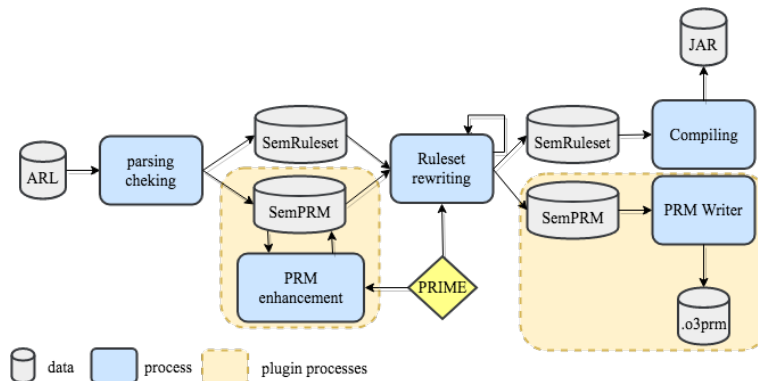 JAR
SemRuleset
SemRuleset
Compiling
parsing
cheking
Ruleset
rewriting
ARL
SemPRM
SemPRM
PRM Writer
PRM
enhancement
PRIME
.o3prm
data
process
plugin processes